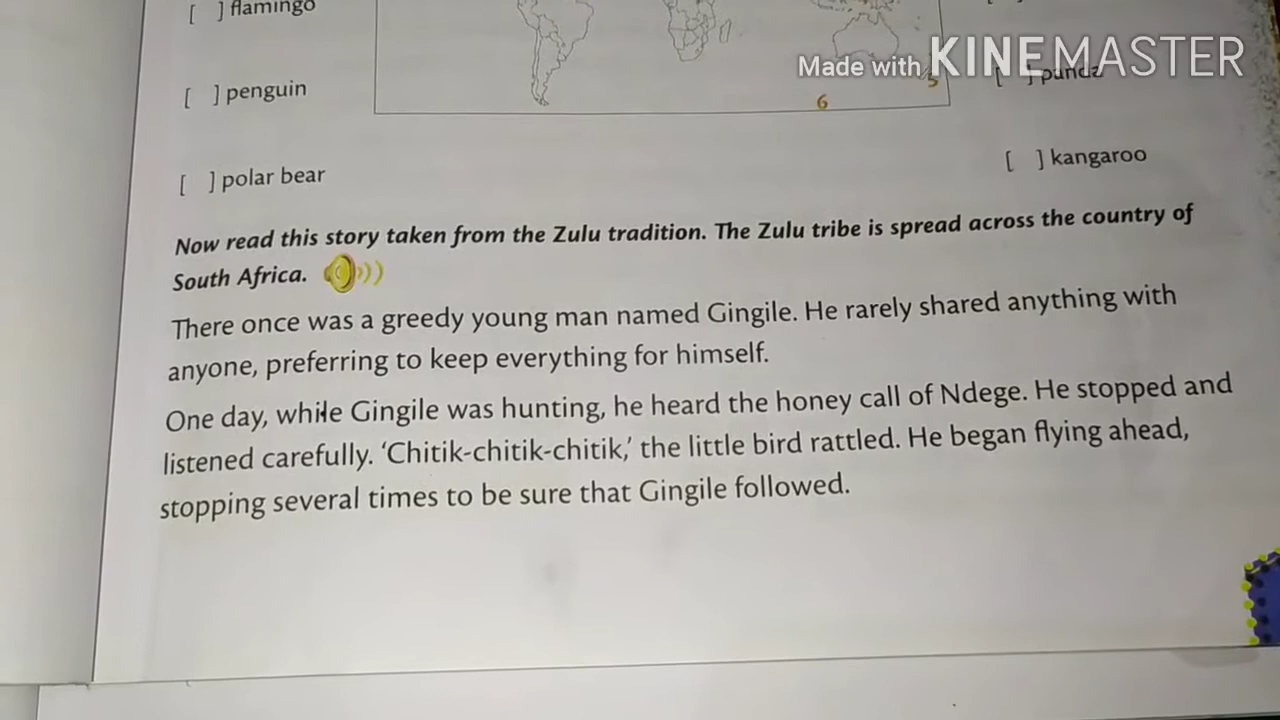 [ ] flamingo
Made with KINEMASTER
[ ] penguin
5
[ ] panda
6
[ ] polar bear
[ ] kangaroo
Now read this story taken from the Zulu tradition. The Zulu tribe is spread across the country of
South Africa.
There once was a greedy young man named Gingile. He rarely shared anything with
anyone, preferring to keep everything for himself.
One day, while Gingile was hunting, he heard the honey call of Ndege. He stopped and
listened carefully. ‘Chitik-chitik-chitik,’ the little bird rattled. He began flying ahead,
stopping several times to be sure that Gingile followed.